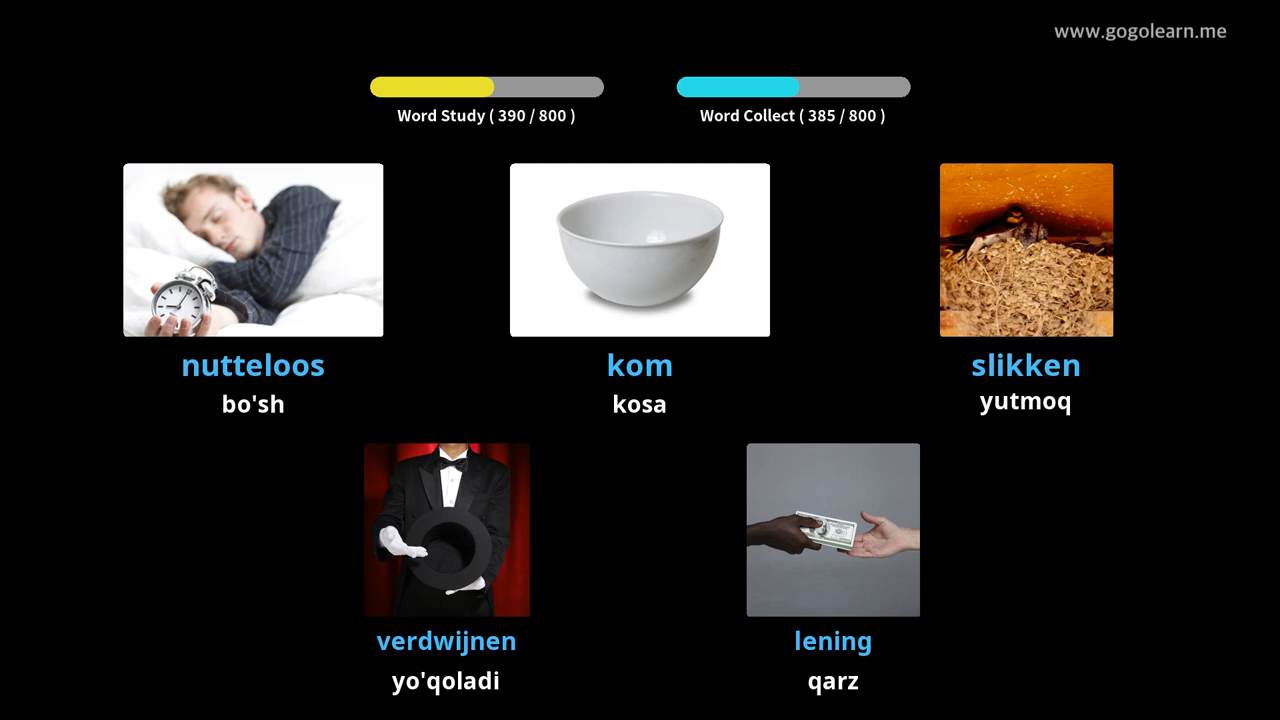 www.gogolearn.me
Word Study ( 390 / 800 )
Word Collect ( 385 / 800 )
nutteloos
kom
slikken
bo'sh
kosa
yutmoq
verdwijnen
lening
yo'qoladi
qarz